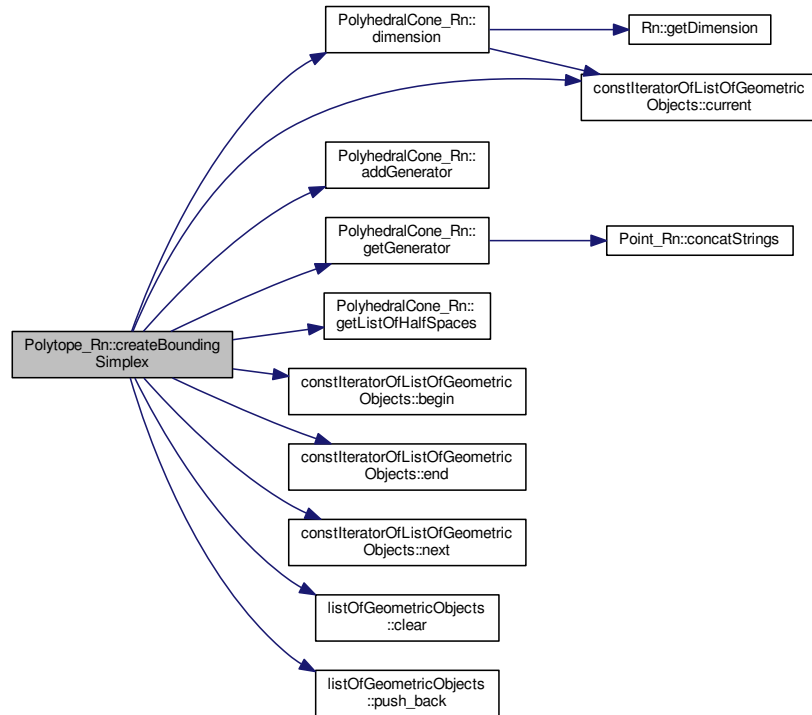 PolyhedralCone_Rn::
dimension
Rn::getDimension
constIteratorOfListOfGeometric
Objects::current
PolyhedralCone_Rn::
addGenerator
PolyhedralCone_Rn::
getGenerator
Point_Rn::concatStrings
PolyhedralCone_Rn::
getListOfHalfSpaces
Polytope_Rn::createBounding
Simplex
constIteratorOfListOfGeometric
Objects::begin
constIteratorOfListOfGeometric
Objects::end
constIteratorOfListOfGeometric
Objects::next
listOfGeometricObjects
::clear
listOfGeometricObjects
::push_back